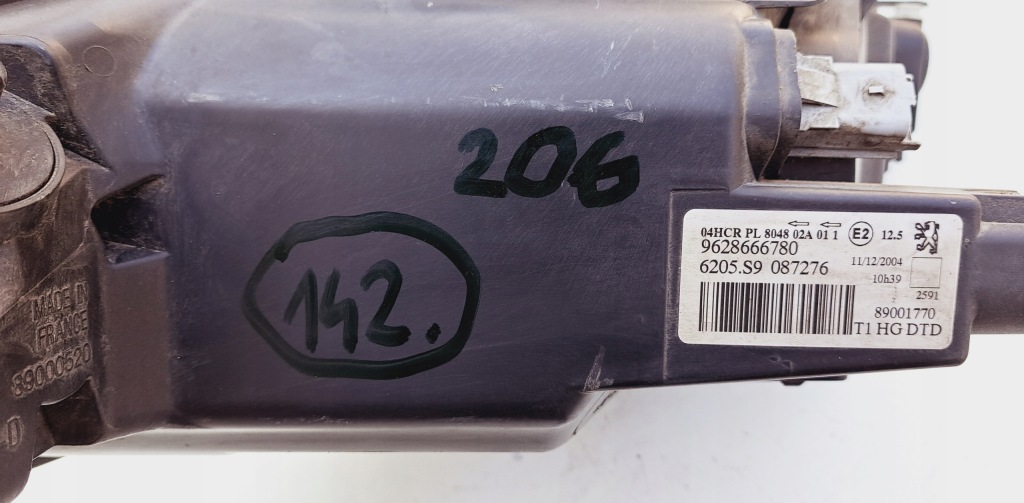 206
142.
04HCR PL 8048 02A 01 1 E2 12.5
9628666780
6205.S9 087276
11/12/2004
10h39
2591
89001770
T1 HG DTD
MADE IN
FRANCE
89000520
D